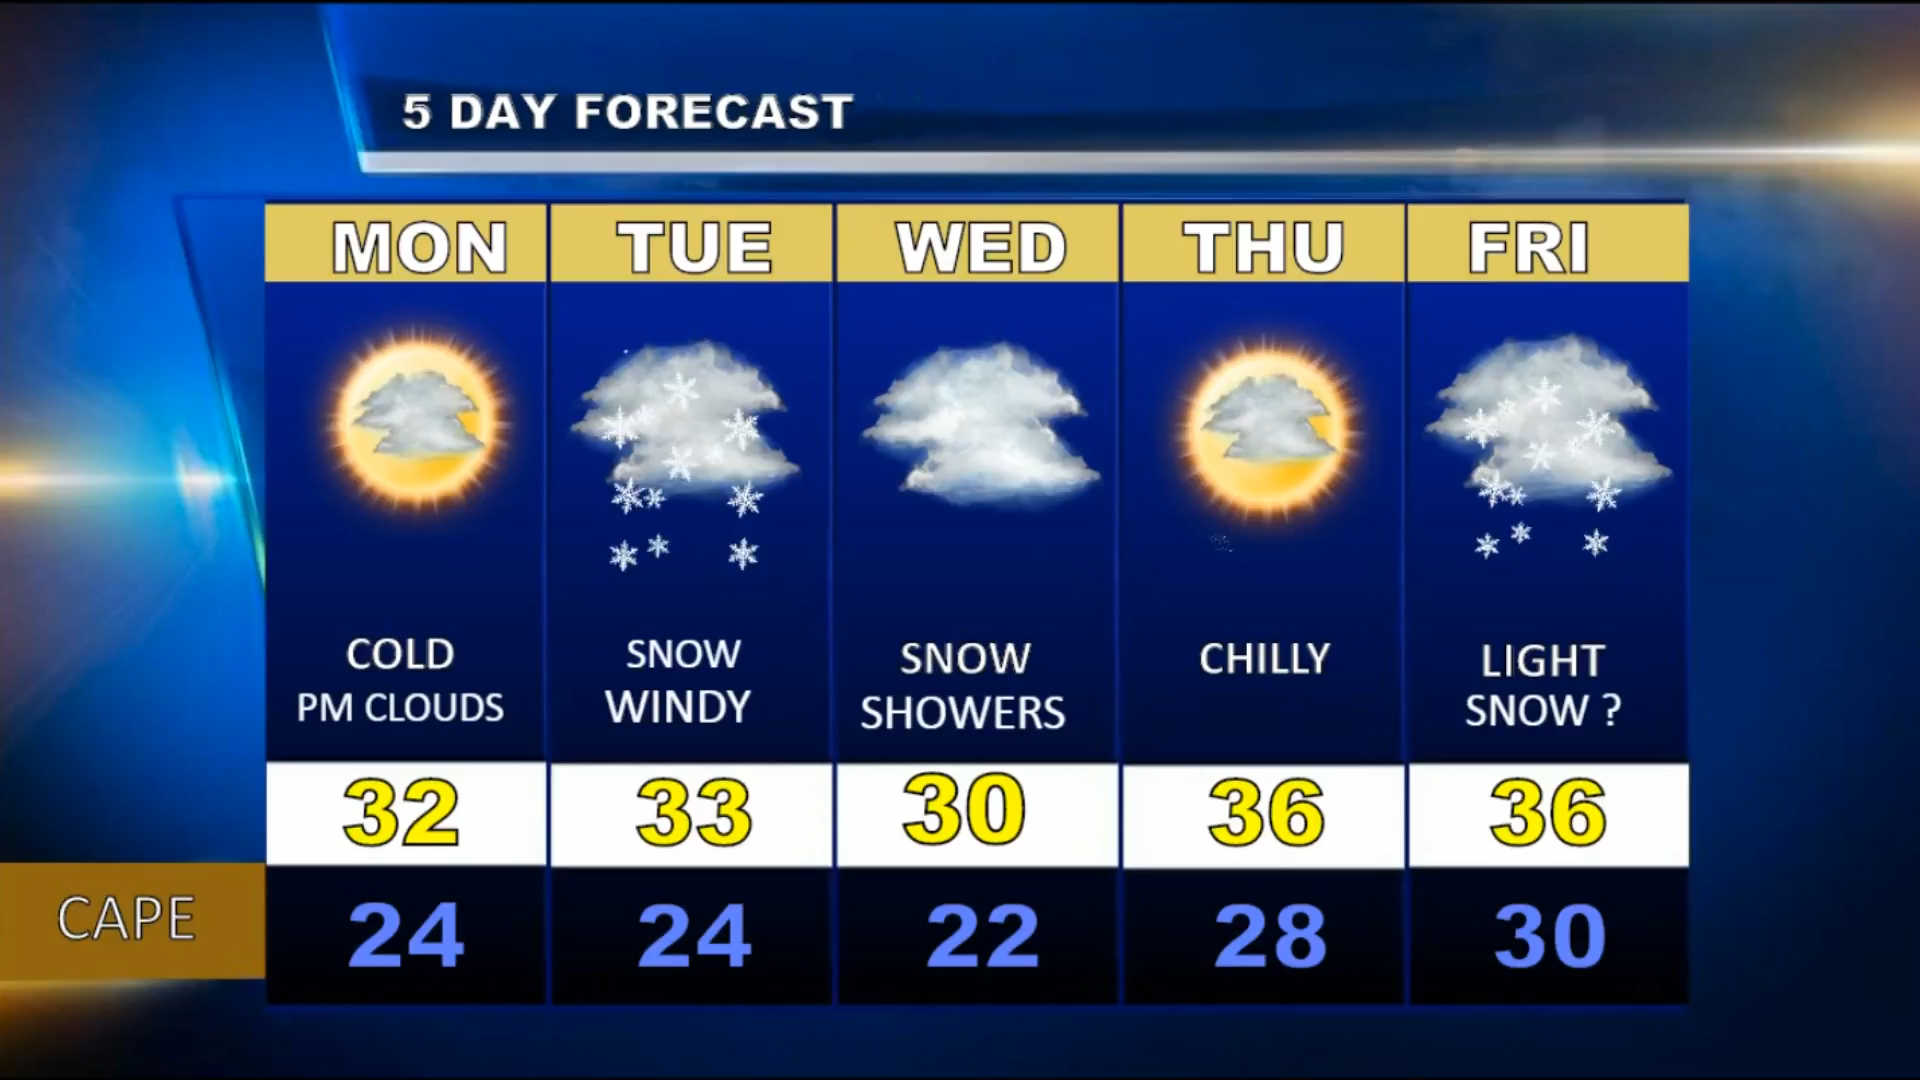 5 DAY FORECAST
MON TUE WED THU FRI
COLD
PM CLOUDS
SNOW
WINDY
SNOW
SHOWERS
CHILLY
LIGHT
SNOW ?
32 33 30 36 36
CAPE 24 24 22 28 30